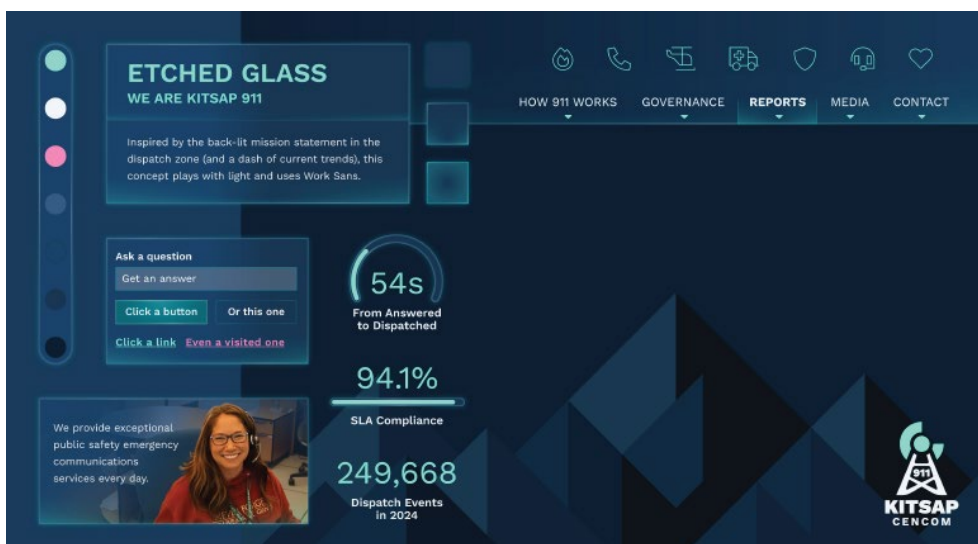 ETCHED GLASS
WE ARE KITSAP 911
Inspired by the back-lit mission statement in the
dispatch zone (and a dash of current trends), this
concept plays with light and uses Work Sans.
HOW 911 WORKS
GOVERNANCE
REPORTS
MEDIA
CONTACT
Ask a question
Get an answer
Click a button
Or this one
Click a link
Even a visited one
54s
From Answered
to Dispatched
94.1%
SLA Compliance
249,668
Dispatch Events
in 2024
We provide exceptional
public safety emergency
communications
services every day.
911
KITSAP
CENCOM